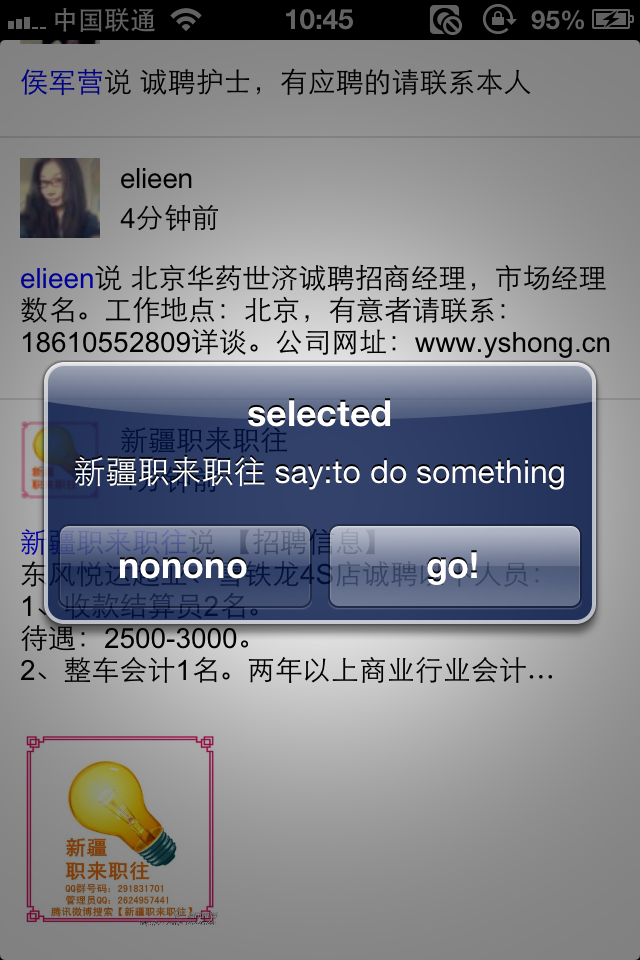 中国联通 10:45 95%
侯军营说 诚聘护士，有应聘的请联系本人
elieen
4分钟前
elieen说 北京华药世济诚聘招商经理，市场经理
数名。工作地点：北京，有意者请联系：
18610552809详谈。公司网址：www.yshong.cn
selected
新疆职来职往
新疆职来职往 say:to do something
新疆职来职往说 【招聘信息】
nonono go!
铁龙4S店诚聘 人员：
1、收款结算员2名。
待遇：2500-3000。
2、整车会计1名。两年以上商业行业会计...
新疆
职来职往
QQ群号码：291831701
管理员QQ：2624957441
腾讯微博搜索【新疆职来职往】